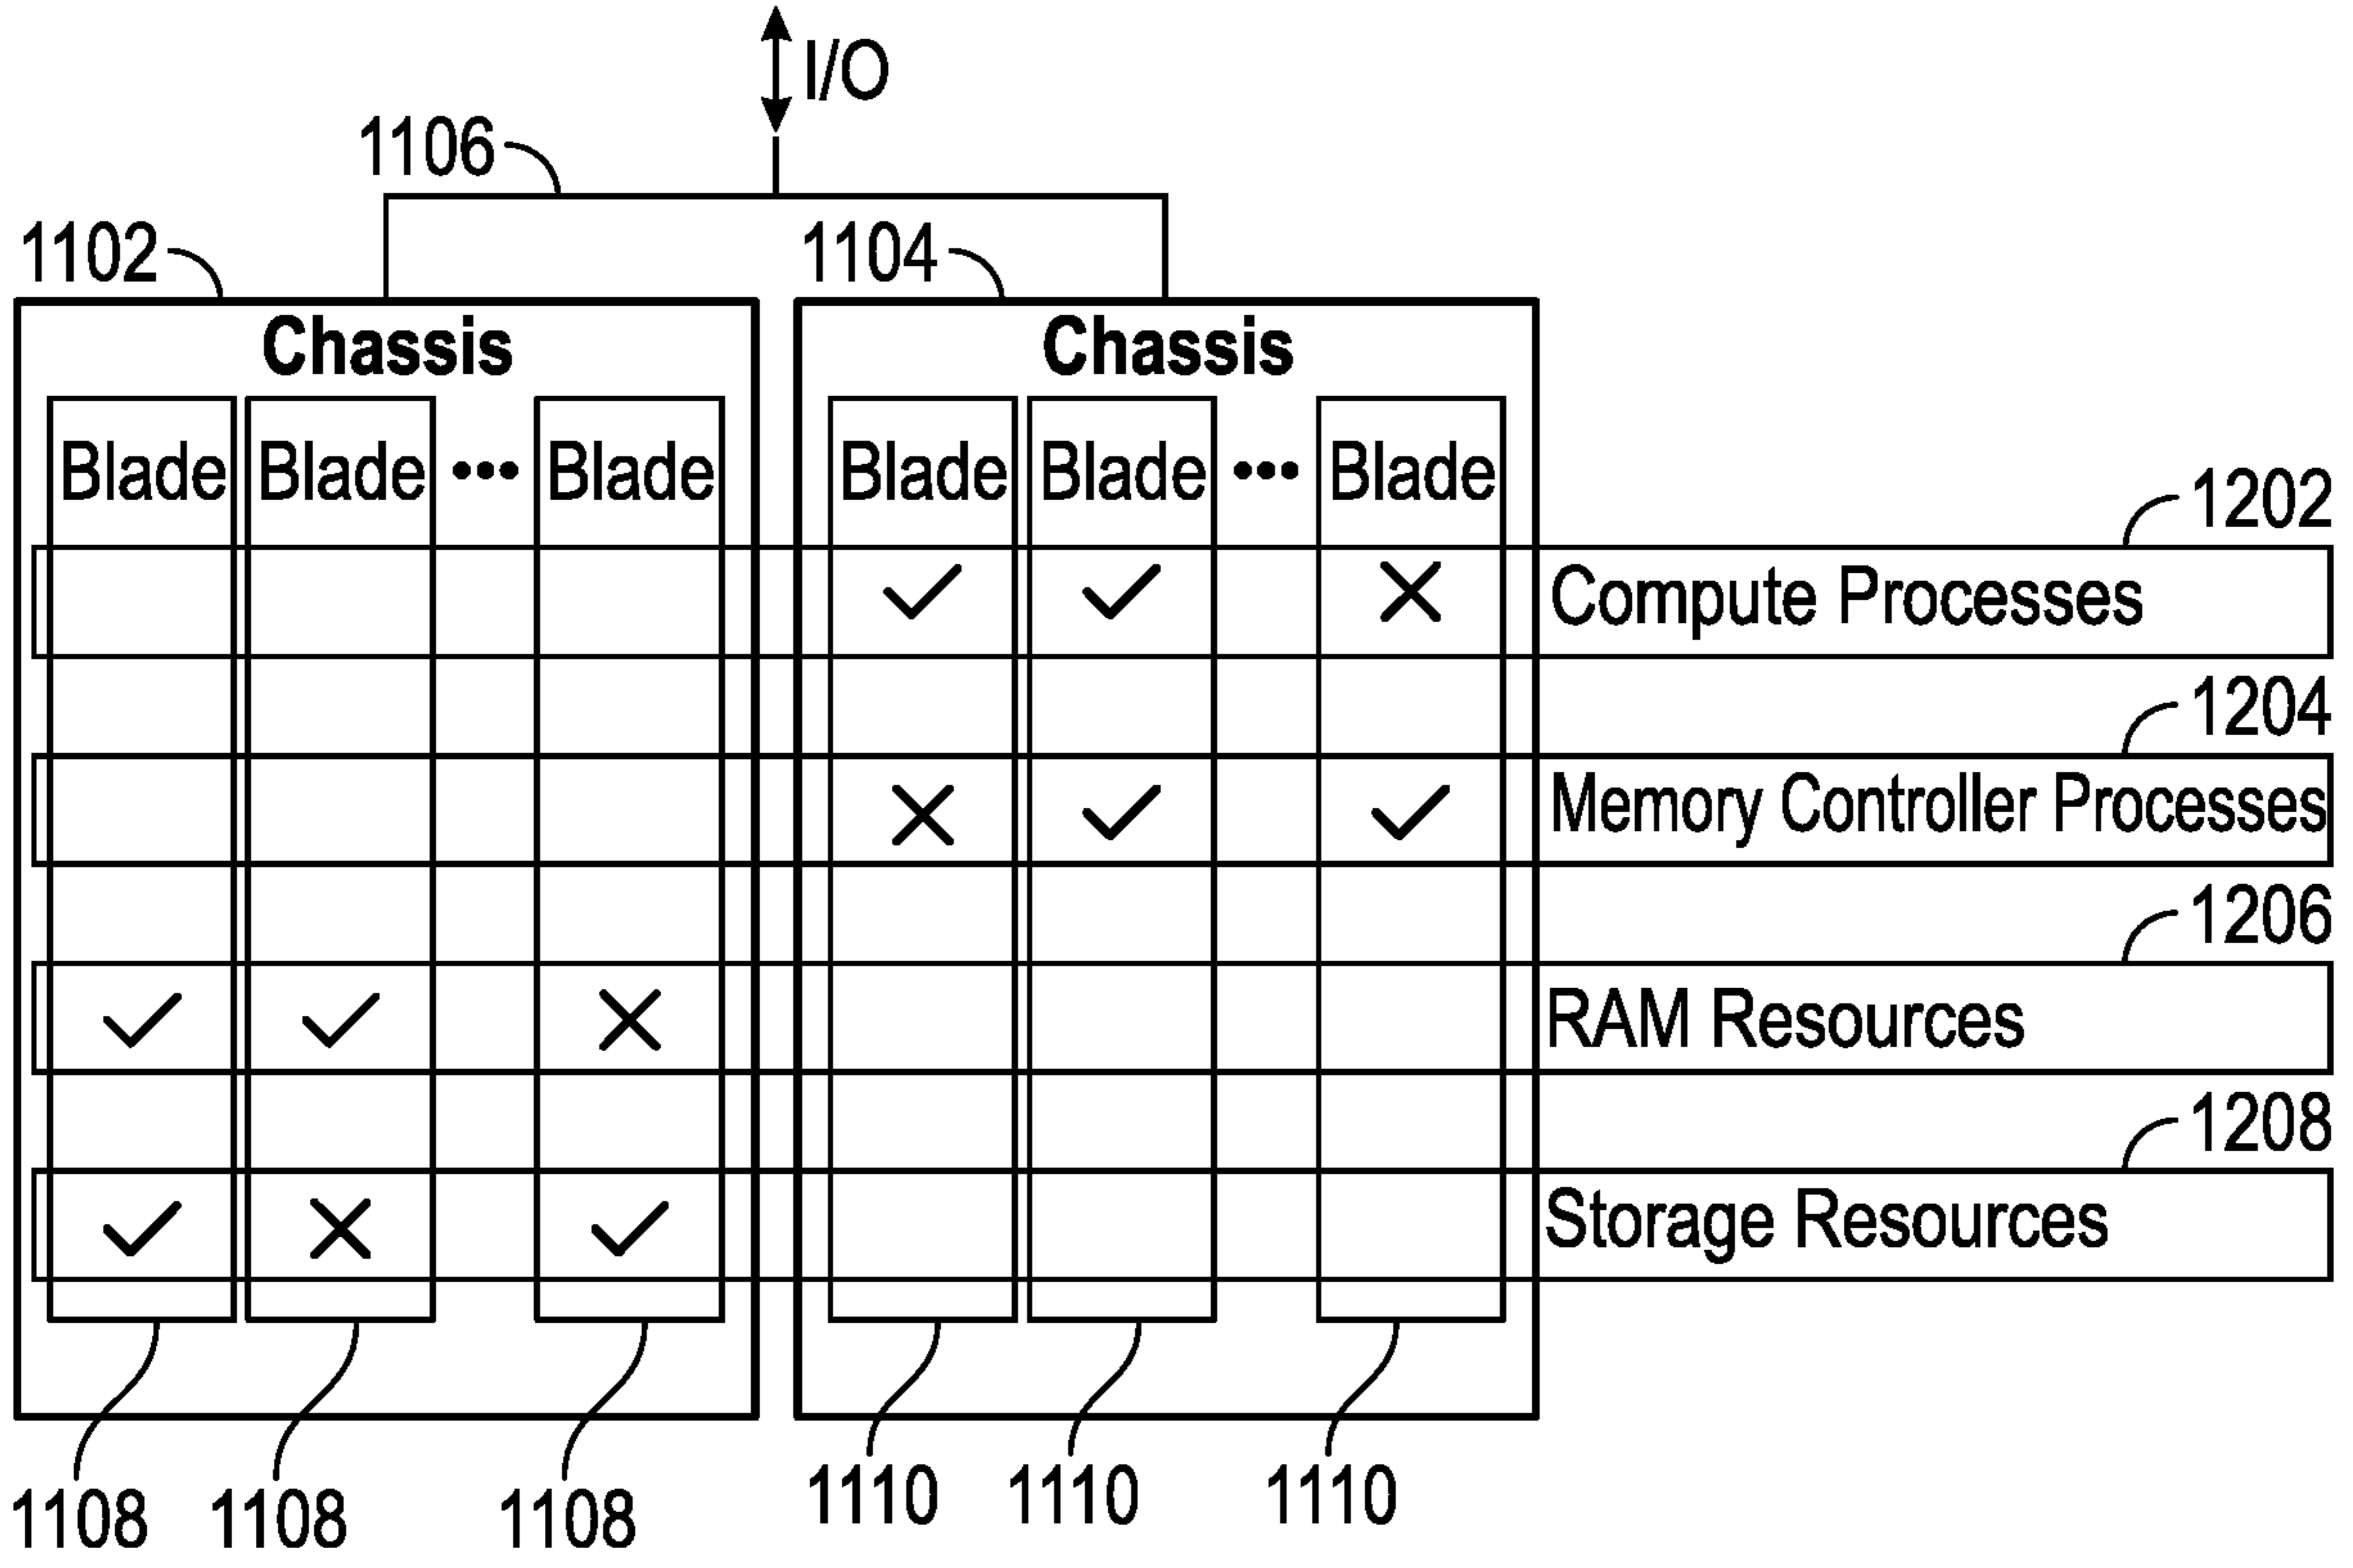 I/O
1106
1102
1104
Chassis
Chassis
Blade Blade ••• Blade
Blade Blade ••• Blade
1202
Compute Processes
1204
Memory Controller Processes
1206
RAM Resources
1208
Storage Resources
1108 1108 1108
1110 1110 1110